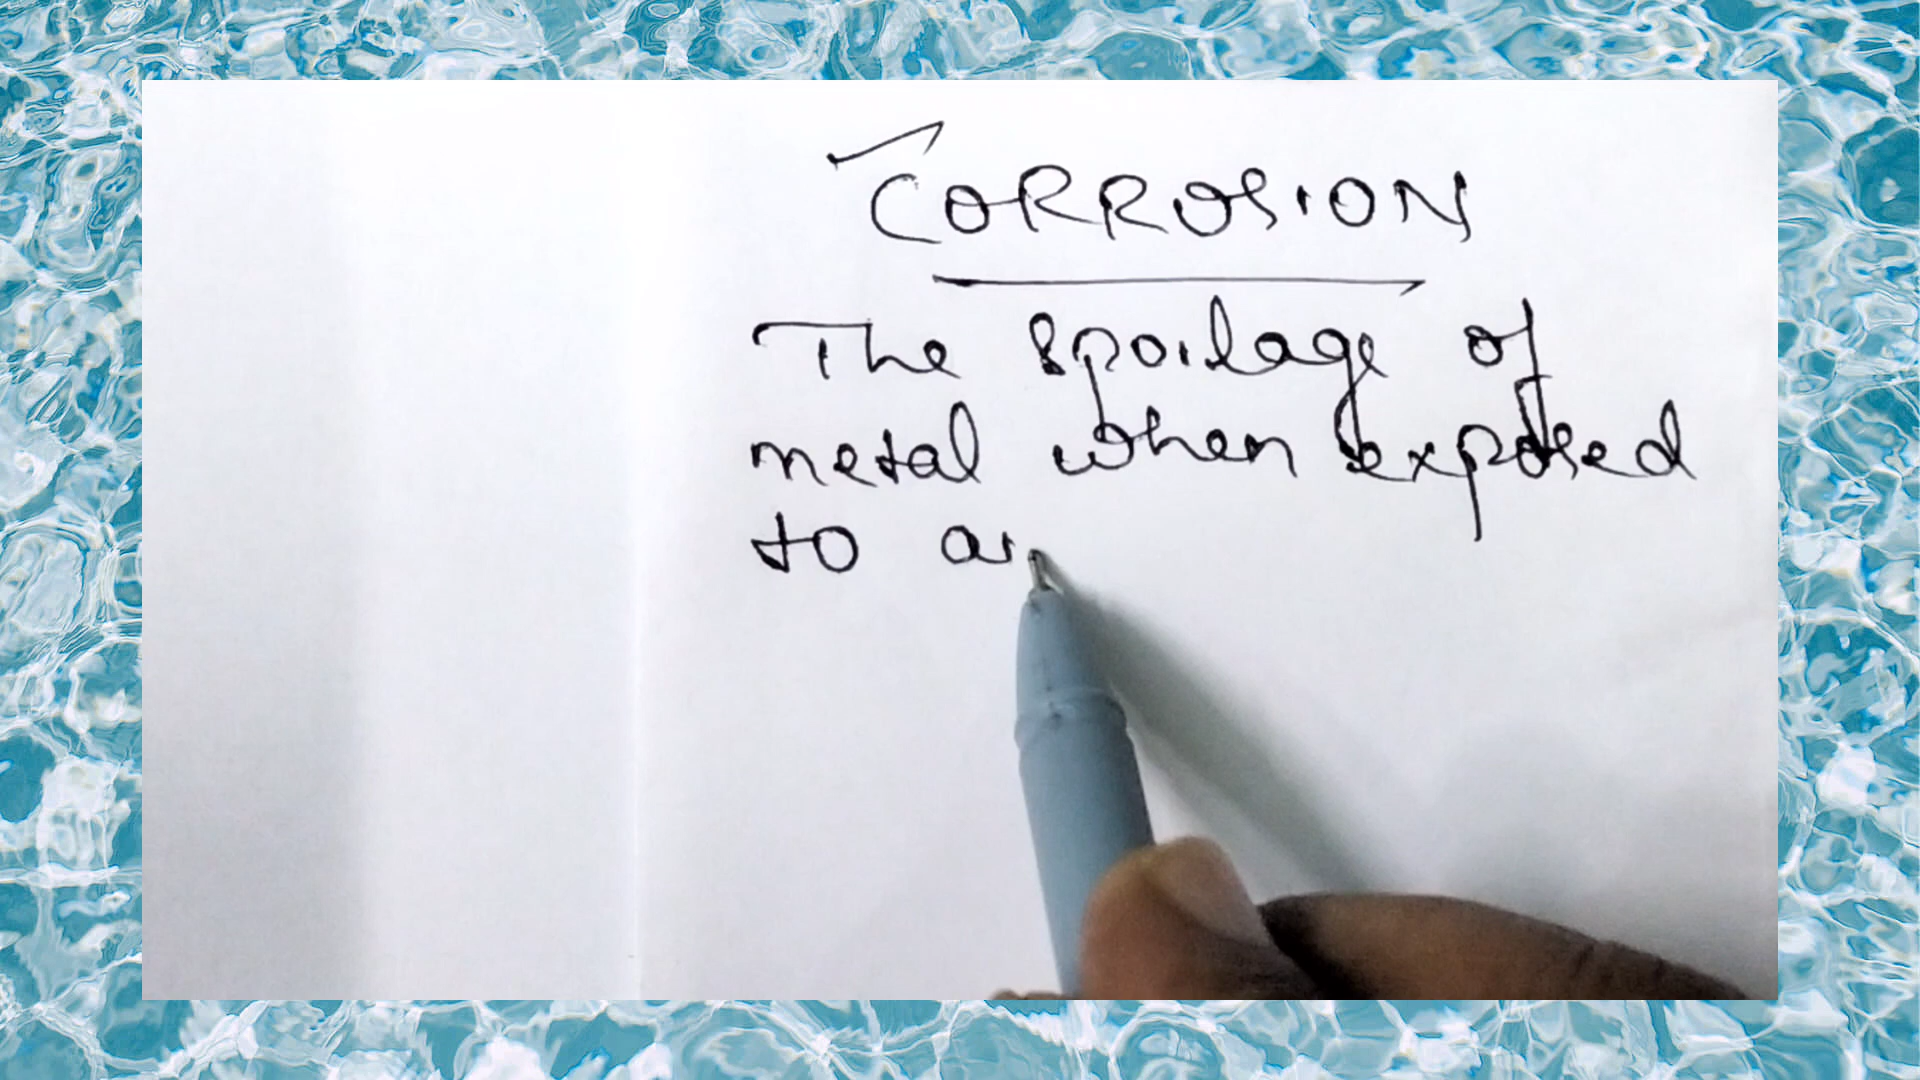 CORROSION
The spoilage of
metal when exposed
to